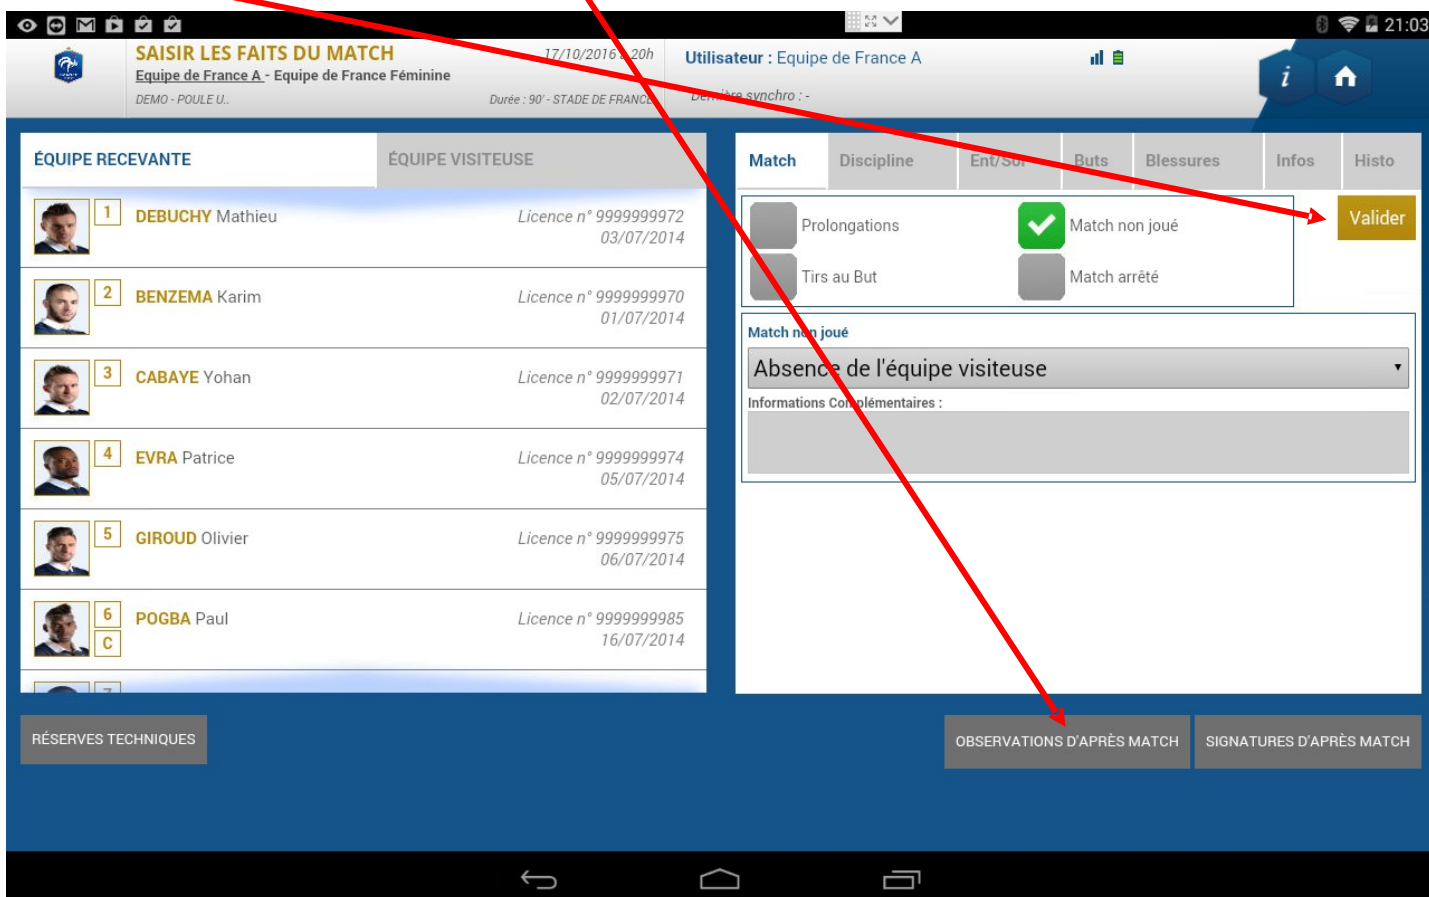 21:03
SAISIR LES FAITS DU MATCH
17/10/2016 à 20h
Equipe de France A - Equipe de France Féminine
DEMO - POULE U..
Durée : 90' - STADE DE FRANCE
Utilisateur : Equipe de France A
Dernière synchro : -
i
ÉQUIPE RECEVANTE
ÉQUIPE VISITEUSE
1 DEBUCHY Mathieu
Licence n° 9999999972
03/07/2014
2 BENZEMA Karim
Licence n° 9999999970
01/07/2014
3 CABAYE Yohan
Licence n° 9999999971
02/07/2014
4 EVRA Patrice
Licence n° 9999999974
05/07/2014
5 GIROUD Olivier
Licence n° 9999999975
06/07/2014
6 POGBA Paul
C
Licence n° 9999999985
16/07/2014
7
Match Discipline Ent/Sor Buts Blessures Infos Histo
Prolongations
Match non joué
Valider
Tirs au But
Match arrêté
Match non joué
Absence de l'équipe visiteuse
Informations Complémentaires :
RÉSERVES TECHNIQUES
OBSERVATIONS D'APRÈS MATCH
SIGNATURES D'APRÈS MATCH